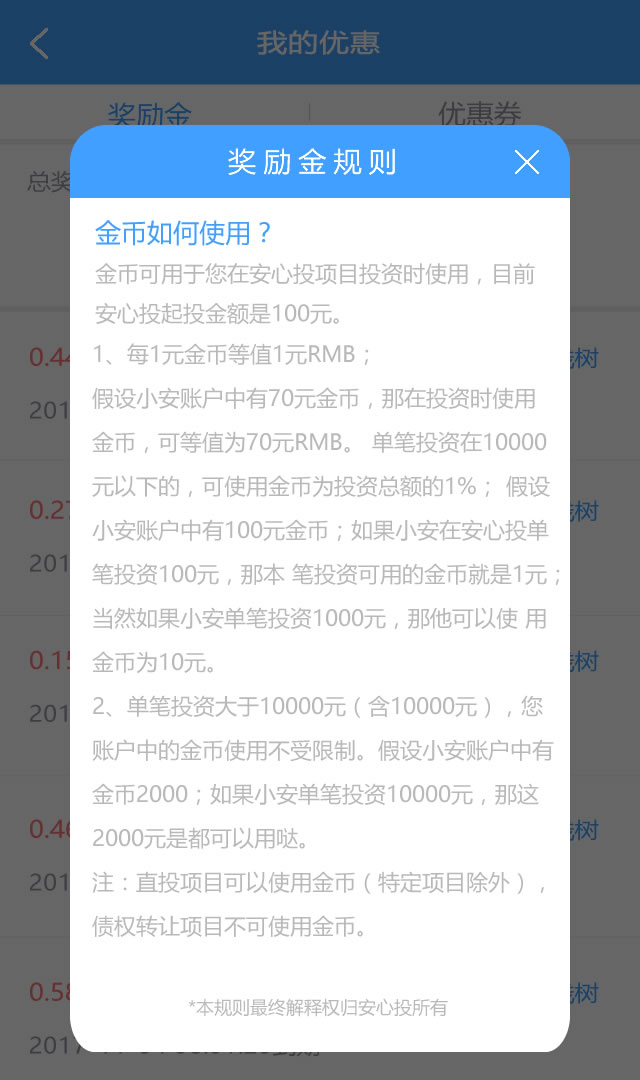 我的优惠
奖励金
优惠券
总奖
奖励金规则
金币如何使用？
金币可用于您在安心投项目投资时使用，目前
安心投起投金额是100元。
1、每1元金币等值1元RMB；
0.44
树
假设小安账户中有70元金币，那在投资时使用
201
金币，可等值为70元RMB。 单笔投资在10000
元以下的，可使用金币为投资总额的1%； 假设
0.27
树
小安账户中有100元金币；如果小安在安心投单
201
笔投资100元，那本 笔投资可用的金币就是1元；
当然如果小安单笔投资1000元，那他可以使 用
0.15
树
金币为10元。
201
2、单笔投资大于10000元（含10000元），您
账户中的金币使用不受限制。假设小安账户中有
金币2000；如果小安单笔投资10000元，那这
0.46
树
2000元是都可以用哒。
201
注：直投项目可以使用金币（特定项目除外），
债权转让项目不可使用金币。
0.58
树
*本规则最终解释权归安心投所有
2017